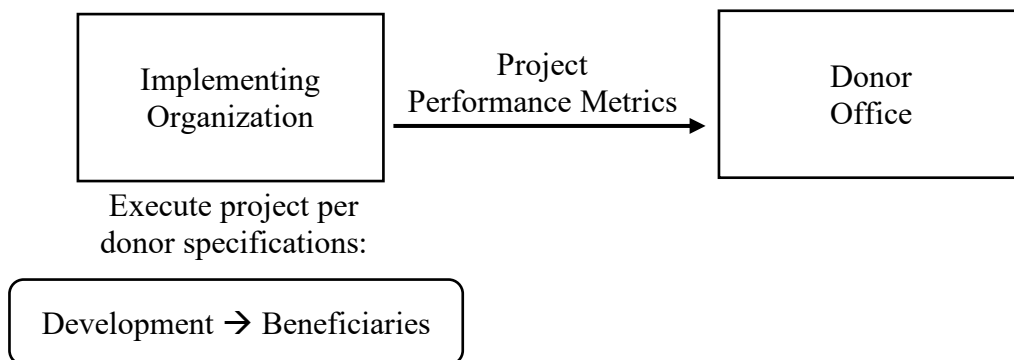 Implementing
Organization
Project
Performance Metrics
Donor
Office
Execute project per
donor specifications:
Development → Beneficiaries